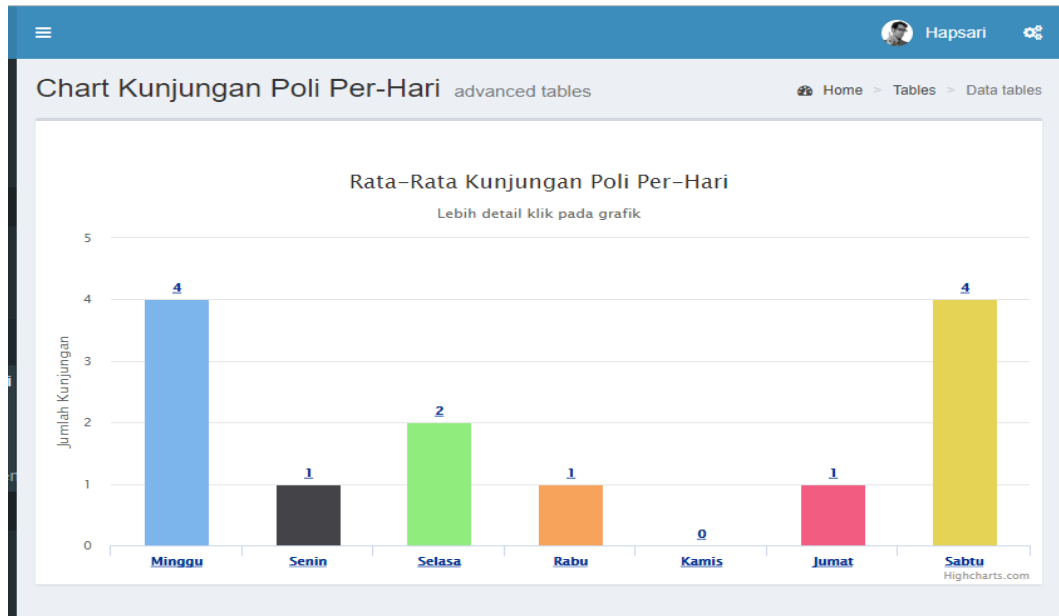 Hapsari
Chart Kunjungan Poli Per-Hari advanced tables
Home > Tables > Data tables
Rata-Rata Kunjungan Poli Per-Hari
Lebih detail klik pada grafik
Jumlah Kunjungan
5
4
3
2
1
0
4
1
2
1
0
1
4
Minggu
Senin
Selasa
Rabu
Kamis
Jumat
Sabtu
Highcharts.com